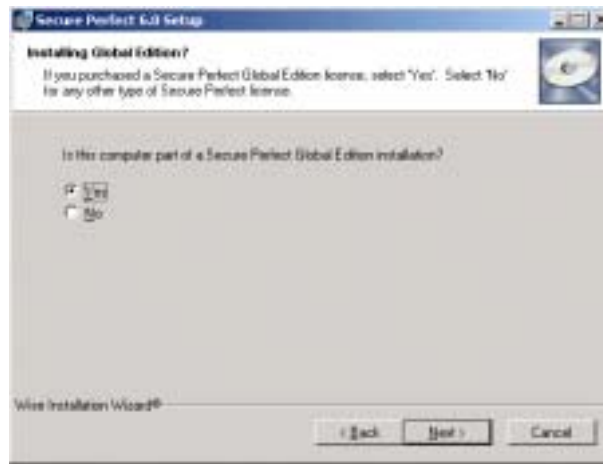 Secure Perfect 6.0 Setup
Installing Global Edition?
If you purchased a Secure Perfect Global Edition license, select 'Yes'. Select 'No'
for any other type of Secure Perfect license.
Is this computer part of a Secure Perfect Global Edition installation?
Yes
No
Wise Installation Wizard®
< Back
Next >
Cancel